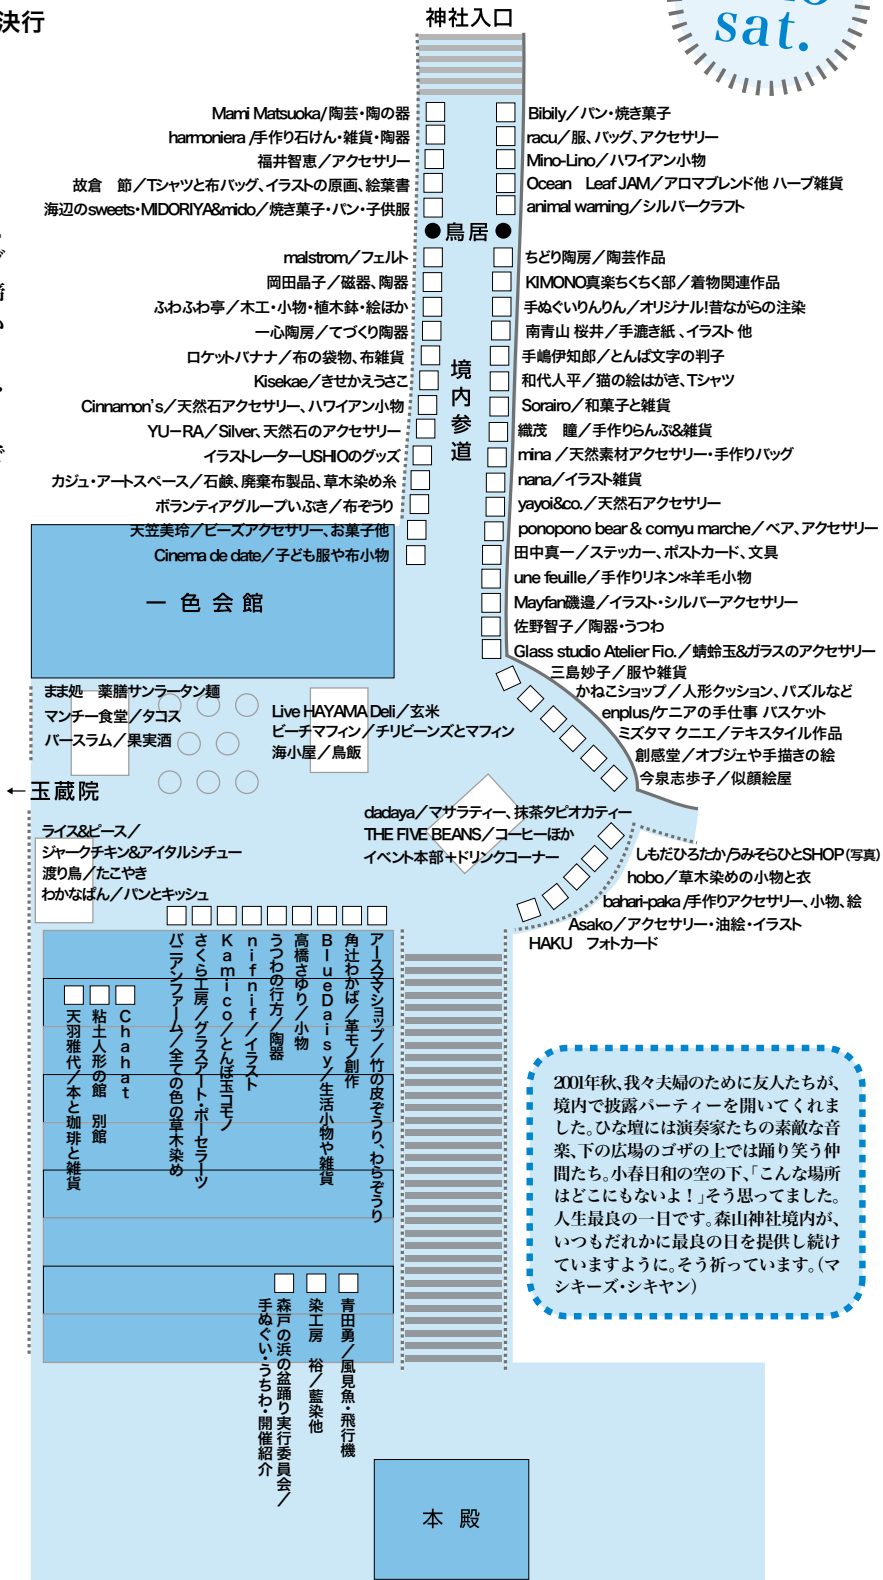 決行
sat.
神社入口
Mami Matsuoka/陶芸・陶の器
harmoniera /手作り石けん・雑貨・陶器
福井智恵／アクセサリー
故倉　節／Tシャツと布バッグ、イラストの原画、絵葉書
海辺のsweets・MIDORIYA&mido／焼き菓子・パン・子供服
Bibily／パン・焼き菓子
racu／服、バッグ、アクセサリー
Mino-Lino／ハワイアン小物
Ocean　Leaf JAM／アロマブレンド他 ハーブ雑貨
animal warning／シルバークラフト
●鳥居●
malstrom／フェルト
岡田晶子／磁器、陶器
ふわふわ亭／木工・小物・植木鉢・絵ほか
一心陶房／てづくり陶器
ロケットバナナ／布の袋物、布雑貨
Kisekae／きせかえうさこ
Cinnamon's／天然石アクセサリー、ハワイアン小物
YU−RA／Silver、天然石のアクセサリー
イラストレーターUSHIOのグッズ
カジュ・アートスペース／石鹸、廃棄布製品、草木染め糸
ボランティアグループいぶき／布ぞうり
天笠美玲／ビーズアクセサリー、お菓子他
Cinema de date／子ども服や布小物
境内参道
ちどり陶房／陶芸作品
KIMONO真楽ちくちく部／着物関連作品
手ぬぐいりんりん／オリジナル!昔ながらの注染
南青山 桜井／手漉き紙 、イラスト 他
手嶋伊知郎／とんぱ文字の判子
和代人平／猫の絵はがき、Tシャツ
Sorairo／和菓子と雑貨
織茂　瞳／手作りらんぷ&雑貨
mina ／天然素材アクセサリー・手作りバッグ
nana／イラスト雑貨
yayoi&co.／天然石アクセサリー
ponopono bear & comyu marche／ベア、アクセサリー
田中真一／ステッカー、ポストカード、文具
une feuille／手作りリネン＊羊毛小物
Mayfan磯邉／イラスト・シルバーアクセサリー
佐野智子／陶器・うつわ
Glass studio Atelier Fio.／蜻蛉玉&ガラスのアクセサリー
三島妙子／服や雑貨
かねこショップ／人形クッション、パズルなど
enplus/ケニアの手仕事 バスケット
ミズタマ クニエ／テキスタイル作品
創感堂／オブジェや手描きの絵
今泉志歩子／似顔絵屋
一色会館
まま処　薬膳サンラータン麺
マンチー食堂／タコス
バースラム／果実酒
Live HAYAMA Deli／玄米
ビーチマフィン／チリビーンズとマフィン
海小屋／鳥飯
←玉蔵院
dadaya／マサラティー、抹茶タピオカティー
THE FIVE BEANS／コーヒーほか
イベント本部＋ドリンクコーナー
ライス&ピース／
ジャークチキン&アイタルシチュー
渡り鳥／たこやき
わかなぱん／パンとキッシュ
しもだひろたか/うみそらひとSHOP（写真）
hobo／草木染めの小物と衣
bahari-paka /手作りアクセサリー、小物、絵
Asako／アクセサリー・油絵・イラスト
HAKU　フォトカード
アースママショップ／竹の皮ぞうり、わらぞうり
角辻わかば／革モノ創作
BlueDaisy／生活小物や雑貨
高橋さゆり／小物
うつわの行方／陶器
nifnif／イラスト
Kamico／とんぼ玉コモノ
さくら工房／グラスアート・ポーセラーツ
バニアンファーム／全ての色の草木染め
Chahat
粘土人形の館　別館
天羽雅代／本と珈琲と雑貨
2001年秋、我々夫婦のために友人たちが、
境内で披露パーティーを開いてくれま
した。ひな壇には演奏家たちの素敵な音
楽、下の広場のゴザの上では踊り笑う仲
間たち。小春日和の空の下、「こんな場所
はどこにもないよ！」そう思ってました。
人生最良の一日です。森山神社境内が、
いつもだれかに最良の日を提供し続け
ていますように。そう祈っています。（マ
シキーズ・シキヤン）
青田勇／風見魚・飛行機
染工房　裕／藍染他
森戸の浜の盆踊り実行委員会／
手ぬぐい・うちわ・開催紹介
本殿